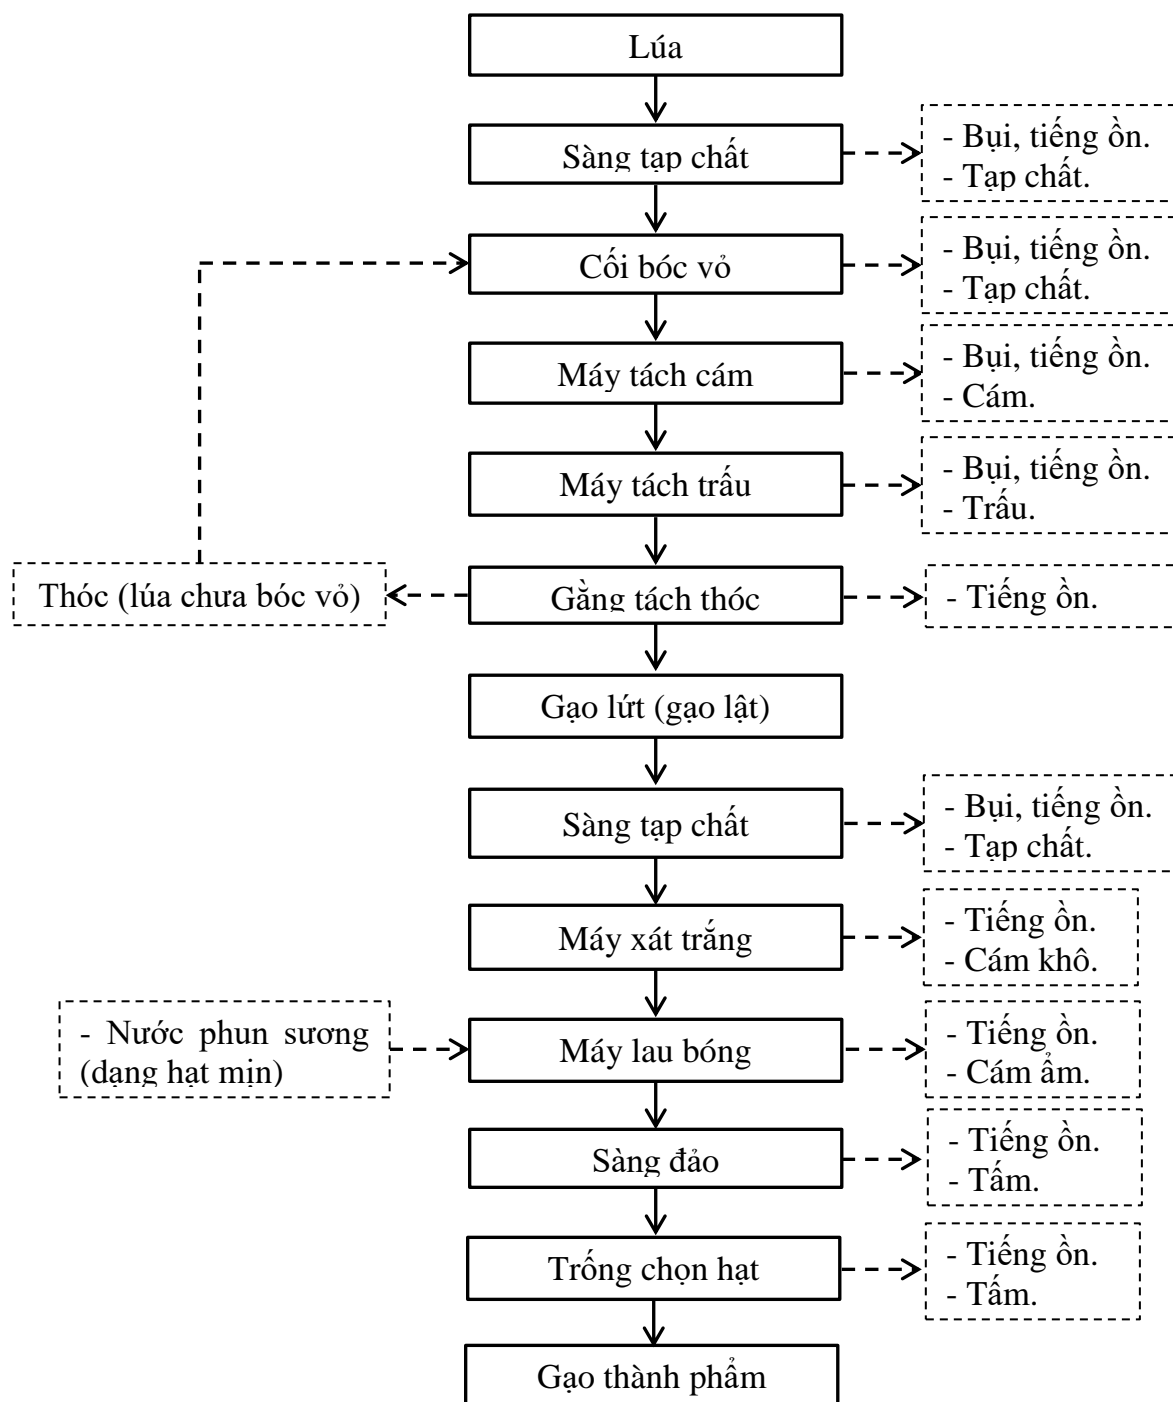 Lúa
Sàng tạp chất
- Bụi, tiếng ồn.
- Tạp chất.
Cối bóc vỏ
- Bụi, tiếng ồn.
- Tạp chất.
Máy tách cám
- Bụi, tiếng ồn.
- Cám.
Máy tách trấu
- Bụi, tiếng ồn.
- Trấu.
Thóc (lúa chưa bóc vỏ)
Gằng tách thóc
- Tiếng ồn.
Gạo lứt (gạo lật)
Sàng tạp chất
- Bụi, tiếng ồn.
- Tạp chất.
Máy xát trắng
- Tiếng ồn.
- Cám khô.
- Nước phun sương
(dạng hạt mịn)
Máy lau bóng
- Tiếng ồn.
- Cám ẩm.
Sàng đảo
- Tiếng ồn.
- Tấm.
Trống chọn hạt
- Tiếng ồn.
- Tấm.
Gạo thành phẩm